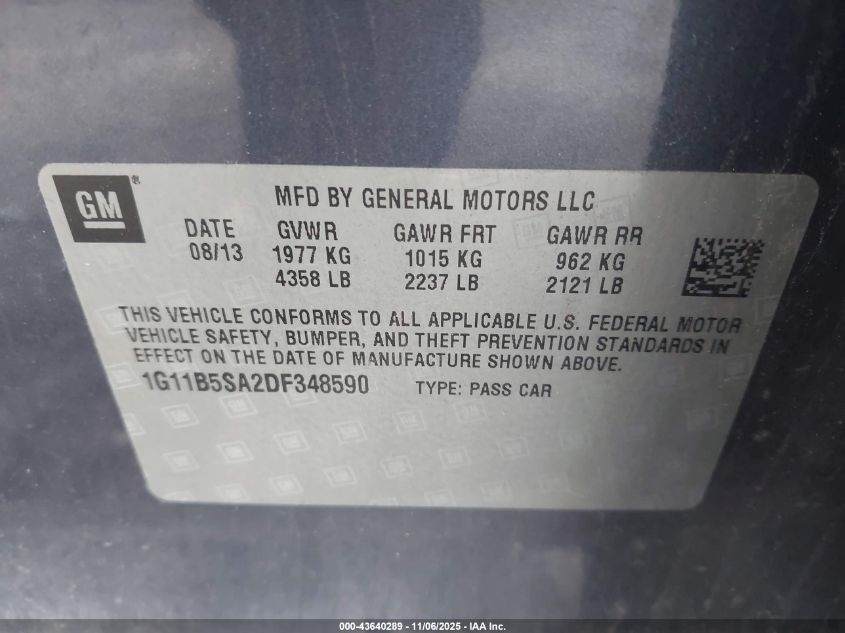 GM
MFD BY GENERAL MOTORS LLC
DATE GVWR GAWR FRT GAWR RR
08/13 1977 KG 1015 KG 962 KG
4358 LB 2237 LB 2121 LB
THIS VEHICLE CONFORMS TO ALL APPLICABLE U.S. FEDERAL MOTOR
VEHICLE SAFETY, BUMPER, AND THEFT PREVENTION STANDARDS IN
EFFECT ON THE DATE OF MANUFACTURE SHOWN ABOVE.
1G11B5SA2DF348590 TYPE: PASS CAR
000-43640289 - 11/06/2025 - IAA Inc.